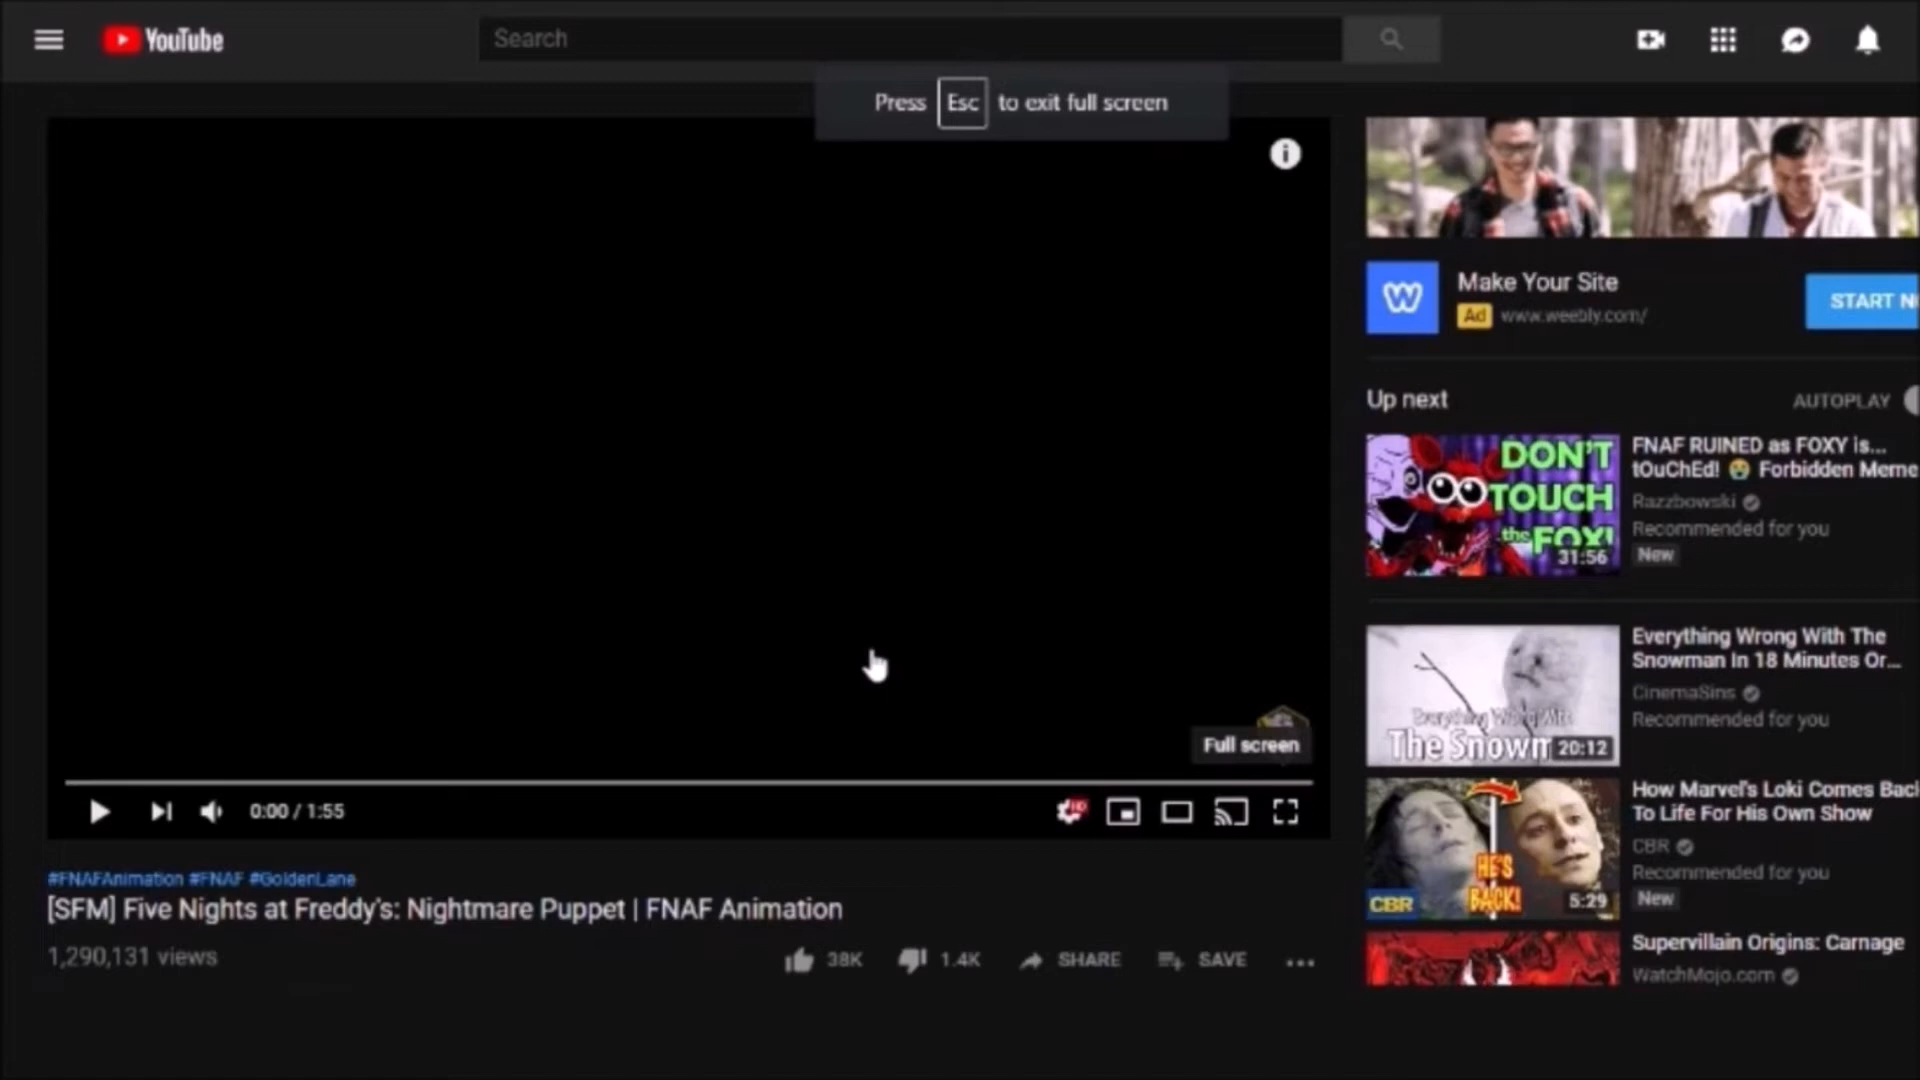 YouTube
Search
Press Esc to exit full screen
Make Your Site
Ad www.weebly.com/
START N
Up next
AUTOPLAY
DON'T
TOUCH
the FOX!
31:56
FNAF RUINED as FOXY is...
tOuChEd! 😭 Forbidden Meme
Razzbowski
Recommended for you
New
Everything Wrong With
The Snowm
20:12
Everything Wrong With The
Snowman In 18 Minutes Or...
CinemaSins
Recommended for you
HE'S
BACK!
CBR
5:29
How Marvel's Loki Comes Back
To Life For His Own Show
CBR
Recommended for you
New
Supervillain Origins: Carnage
WatchMojo.com
Full screen
0:00 / 1:55
HD
#FNAFAnimation #FNAF #GoldenLane
[SFM] Five Nights at Freddy's: Nightmare Puppet | FNAF Animation
1,290,131 views
38K
1.4K
SHARE
SAVE